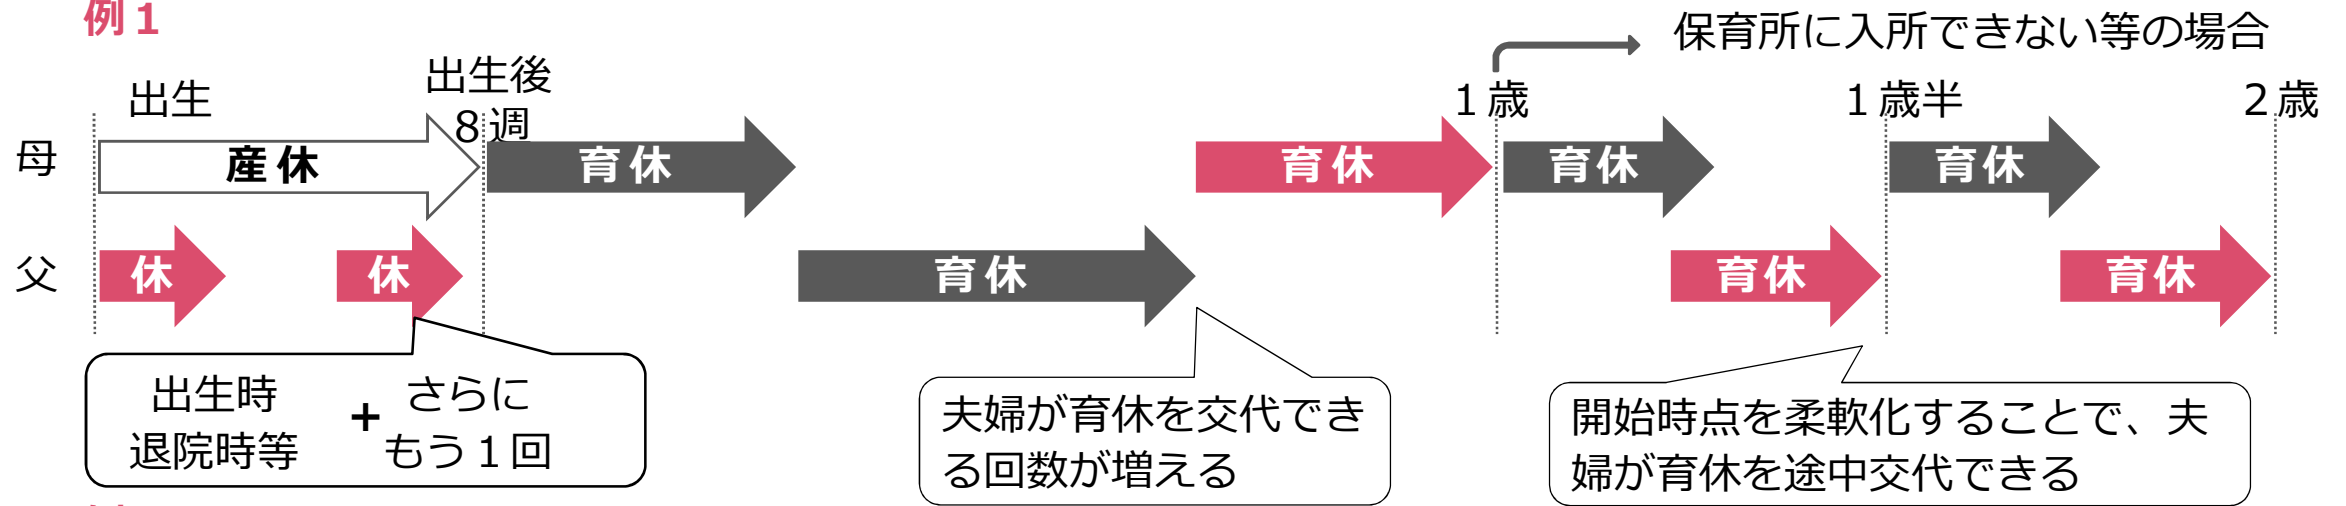 例１
保育所に入所できない等の場合
出生
出生後
８週
１歳
１歳半
２歳
母
産休
育休
育休
育休
育休
父
休
休
育休
育休
育休
出生時
退院時等
+
さらに
もう１回
夫婦が育休を交代でき
る回数が増える
開始時点を柔軟化することで、夫
婦が育休を途中交代できる